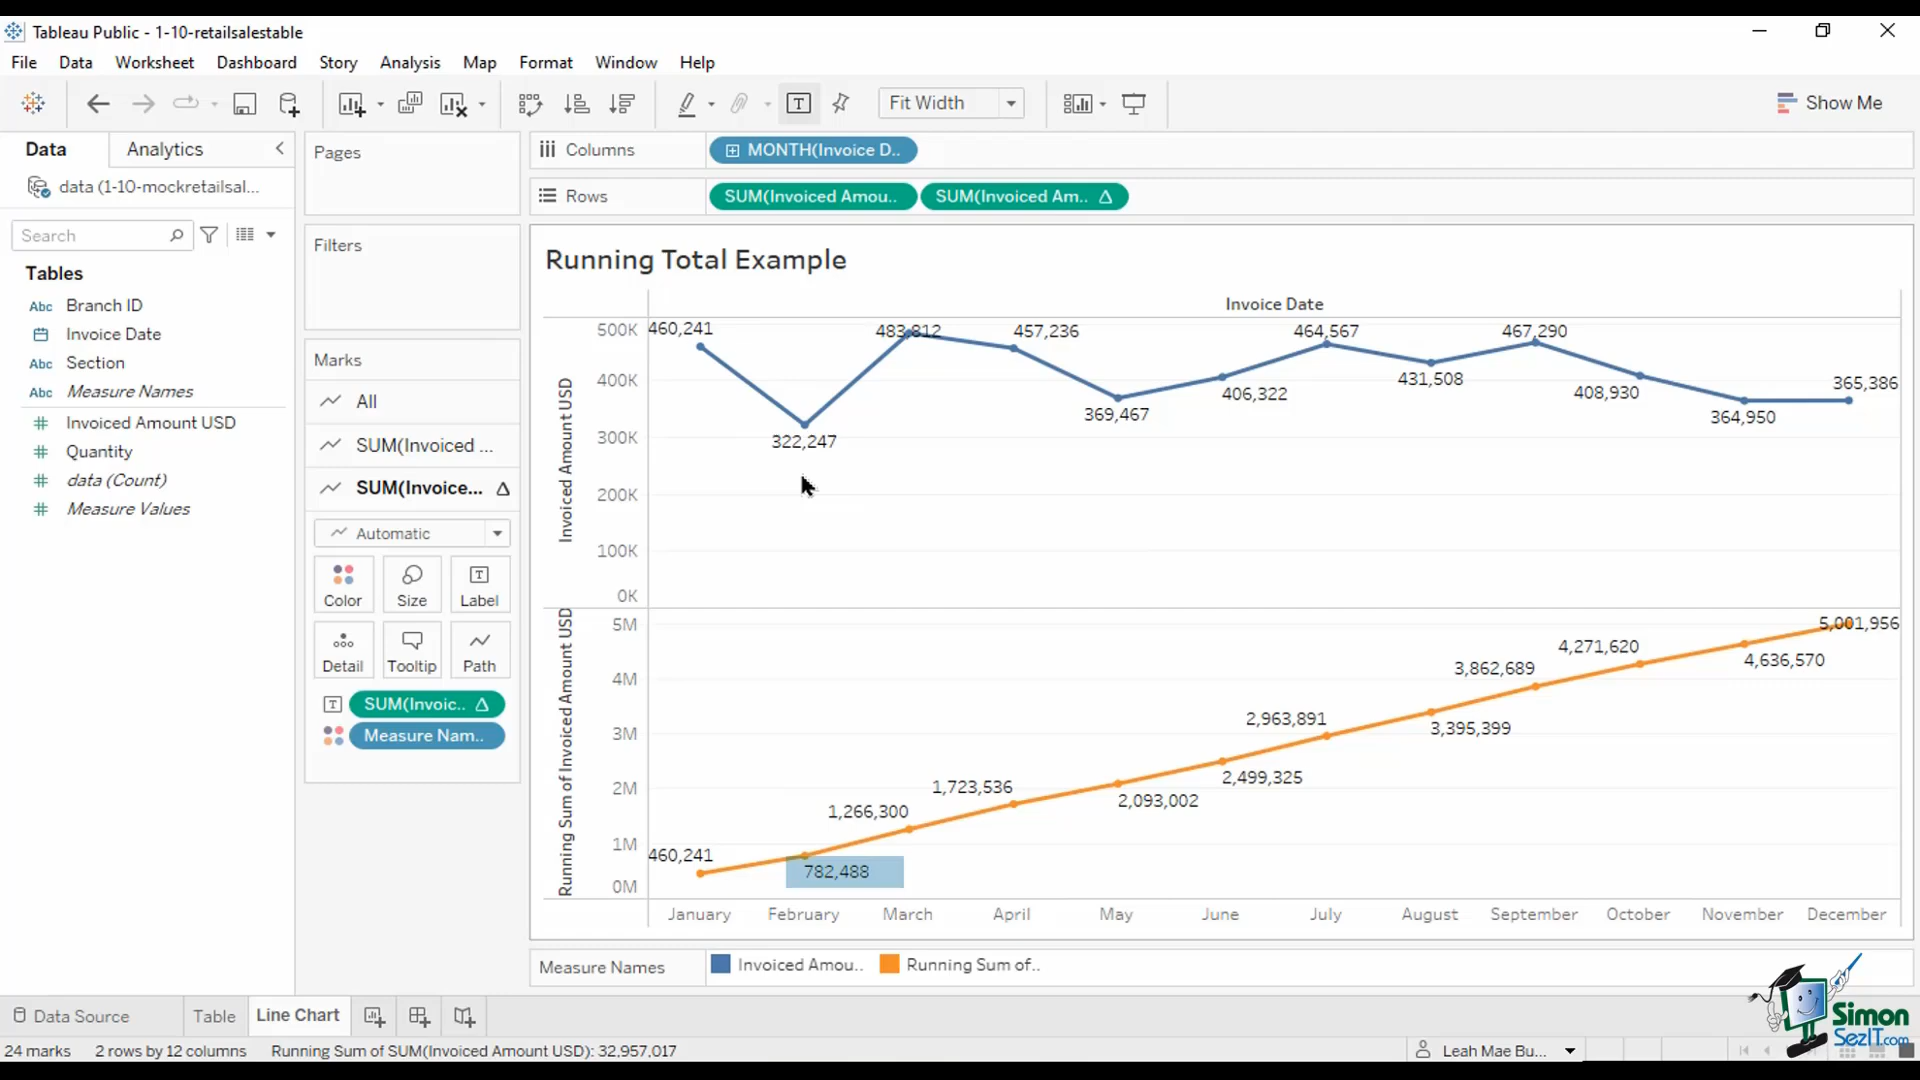 Tableau Public - 1-10-retailsalestable
File Data Worksheet Dashboard Story Analysis Map Format Window Help
Fit Width
Show Me
Data Analytics
data (1-10-mockretailsal...
Search
Tables
Abc Branch ID
Invoice Date
Abc Section
Abc Measure Names
# Invoiced Amount USD
# Quantity
# data (Count)
# Measure Values
Pages
Filters
Marks
All
SUM(Invoiced ...
SUM(Invoice... Δ
Automatic
Color Size Label
Detail Tooltip Path
SUM(Invoic.. Δ
Measure Nam..
Columns MONTH(Invoice D..
Rows SUM(Invoiced Amou.. SUM(Invoiced Am.. Δ
Running Total Example
Invoice Date
Invoiced Amount USD
500K
400K
300K
200K
100K
0K
460,241
322,247
483,812
457,236
369,467
406,322
464,567
431,508
467,290
408,930
364,950
365,386
Running Sum of Invoiced Amount USD
5M
4M
3M
2M
1M
0M
460,241
782,488
1,266,300
1,723,536
2,093,002
2,499,325
2,963,891
3,395,399
3,862,689
4,271,620
4,636,570
5,001,956
January February March April May June July August September October November December
Measure Names Invoiced Amou.. Running Sum of..
Data Source Table Line Chart
24 marks 2 rows by 12 columns Running Sum of SUM(Invoiced Amount USD): 32,957,017
Leah Mae Bu...
Simon
SezIT.com